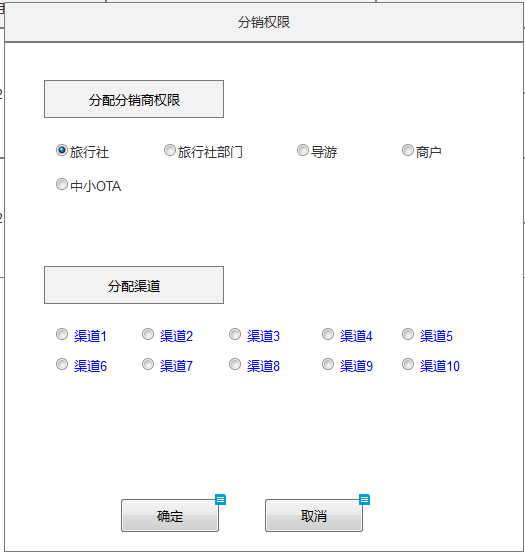 分销权限
分配分销商权限
旅行社 旅行社部门 导游 商户
中小OTA
分配渠道
渠道1 渠道2 渠道3 渠道4 渠道5
渠道6 渠道7 渠道8 渠道9 渠道10
确定 取消